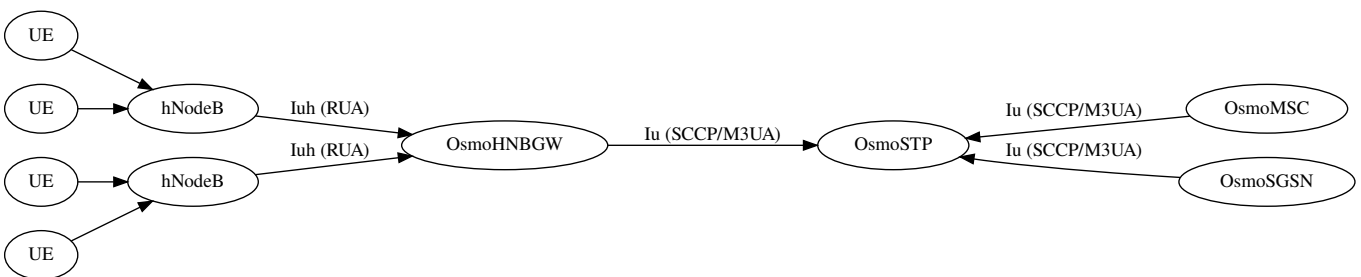 UE
UE
UE
UE
hNodeB
hNodeB
Iuh (RUA)
Iuh (RUA)
OsmoHNBGW
Iu (SCCP/M3UA)
OsmoSTP
Iu (SCCP/M3UA)
Iu (SCCP/M3UA)
OsmoMSC
OsmoSGSN